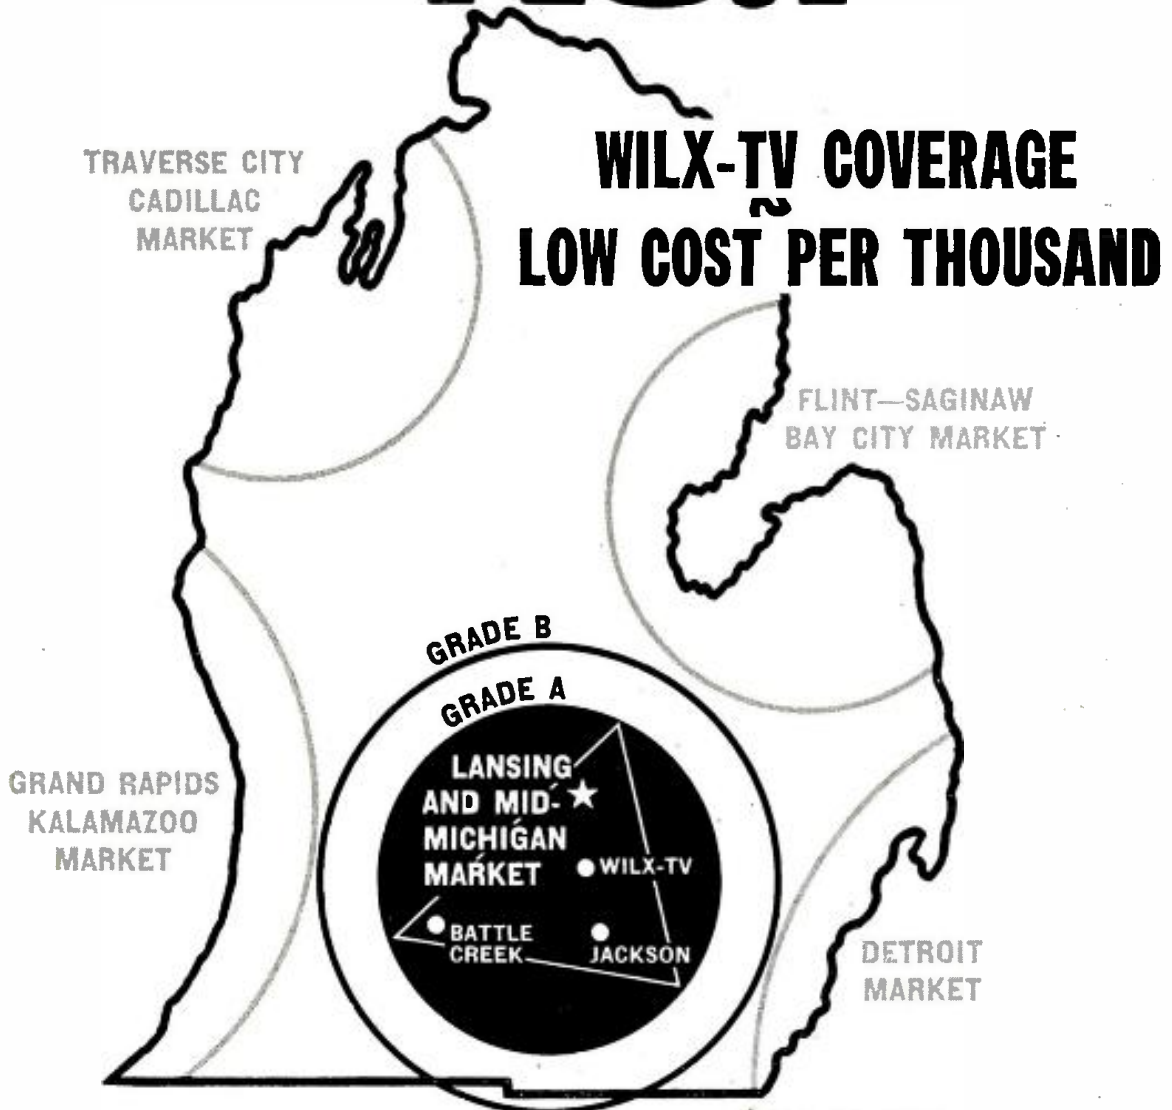 WILX-TV COVERAGE
~
LOW COST PER THOUSAND
TRAVERSE CITY
CADILLAC
MARKET
FLINT—SAGINAW
BAY CITY MARKET
GRADE B
GRADE A
LANSING
AND MID-
MICHIGAN
MARKET
WILX-TV
BATTLE
CREEK
JACKSON
GRAND RAPIDS
KALAMAZOO
MARKET
DETROIT
MARKET